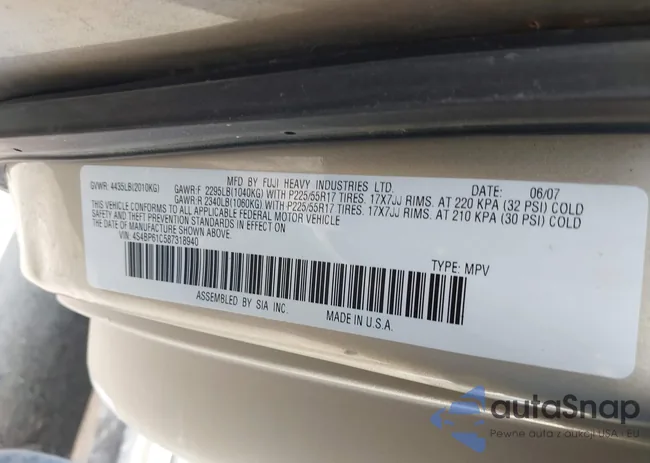 MFD BY FUJI HEAVY INDUSTRIES LTD. DATE: 06/07
GVWR: 4435LB(2010KG) GAWR:F 2295LB(1040KG) WITH P225/55R17 TIRES. 17X7JJ RIMS. AT 220 KPA (32 PSI) COLD
GAWR:R 2340LB(1060KG) WITH P225/55R17 TIRES. 17X7JJ RIMS. AT 210 KPA (30 PSI) COLD
THIS VEHICLE CONFORMS TO ALL APPLICABLE FEDERAL MOTOR VEHICLE
SAFETY AND THEFT PREVENTION STANDARDS IN EFFECT ON
THE DATE OF MANUFACTURE SHOWN ABOVE.
VIN: 4S4BP61C587318940
TYPE: MPV
ASSEMBLED BY SIA INC. MADE IN U.S.A.
autoSnap
Pewne auta z aukcji USA - EU